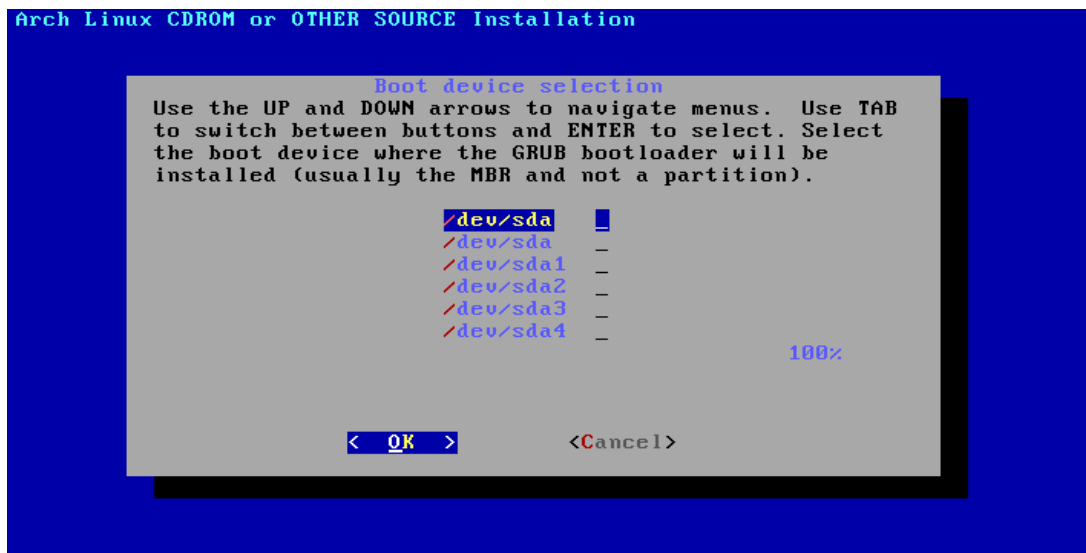 Arch Linux CDROM or OTHER SOURCE Installation
Boot device selection
Use the UP and DOWN arrows to navigate menus.  Use TAB
to switch between buttons and ENTER to select. Select
the boot device where the GRUB bootloader will be
installed (usually the MBR and not a partition).
/dev/sda _
/dev/sda _
/dev/sda1 _
/dev/sda2 _
/dev/sda3 _
/dev/sda4 _
100%
< OK > <Cancel>